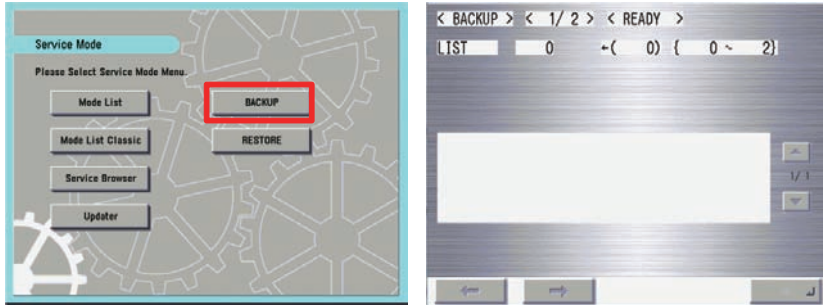 Service Mode
Please Select Service Mode Menu.
Mode List
BACKUP
Mode List Classic
RESTORE
Service Browser
Updater
< BACKUP > < 1/ 2 > < READY >
LIST 0 ←( 0) { 0 ~ 2}
1/ 1